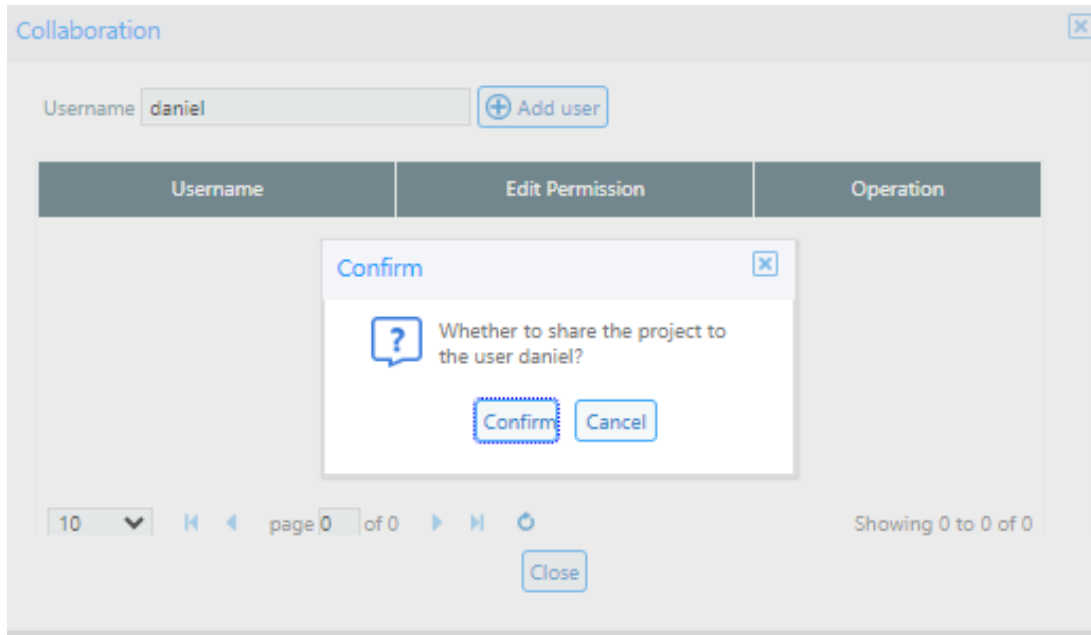 Collaboration
Username daniel Add user
Username Edit Permission Operation
Confirm
? Whether to share the project to
the user daniel?
Confirm Cancel
10 page 0 of 0 Showing 0 to 0 of 0
Close